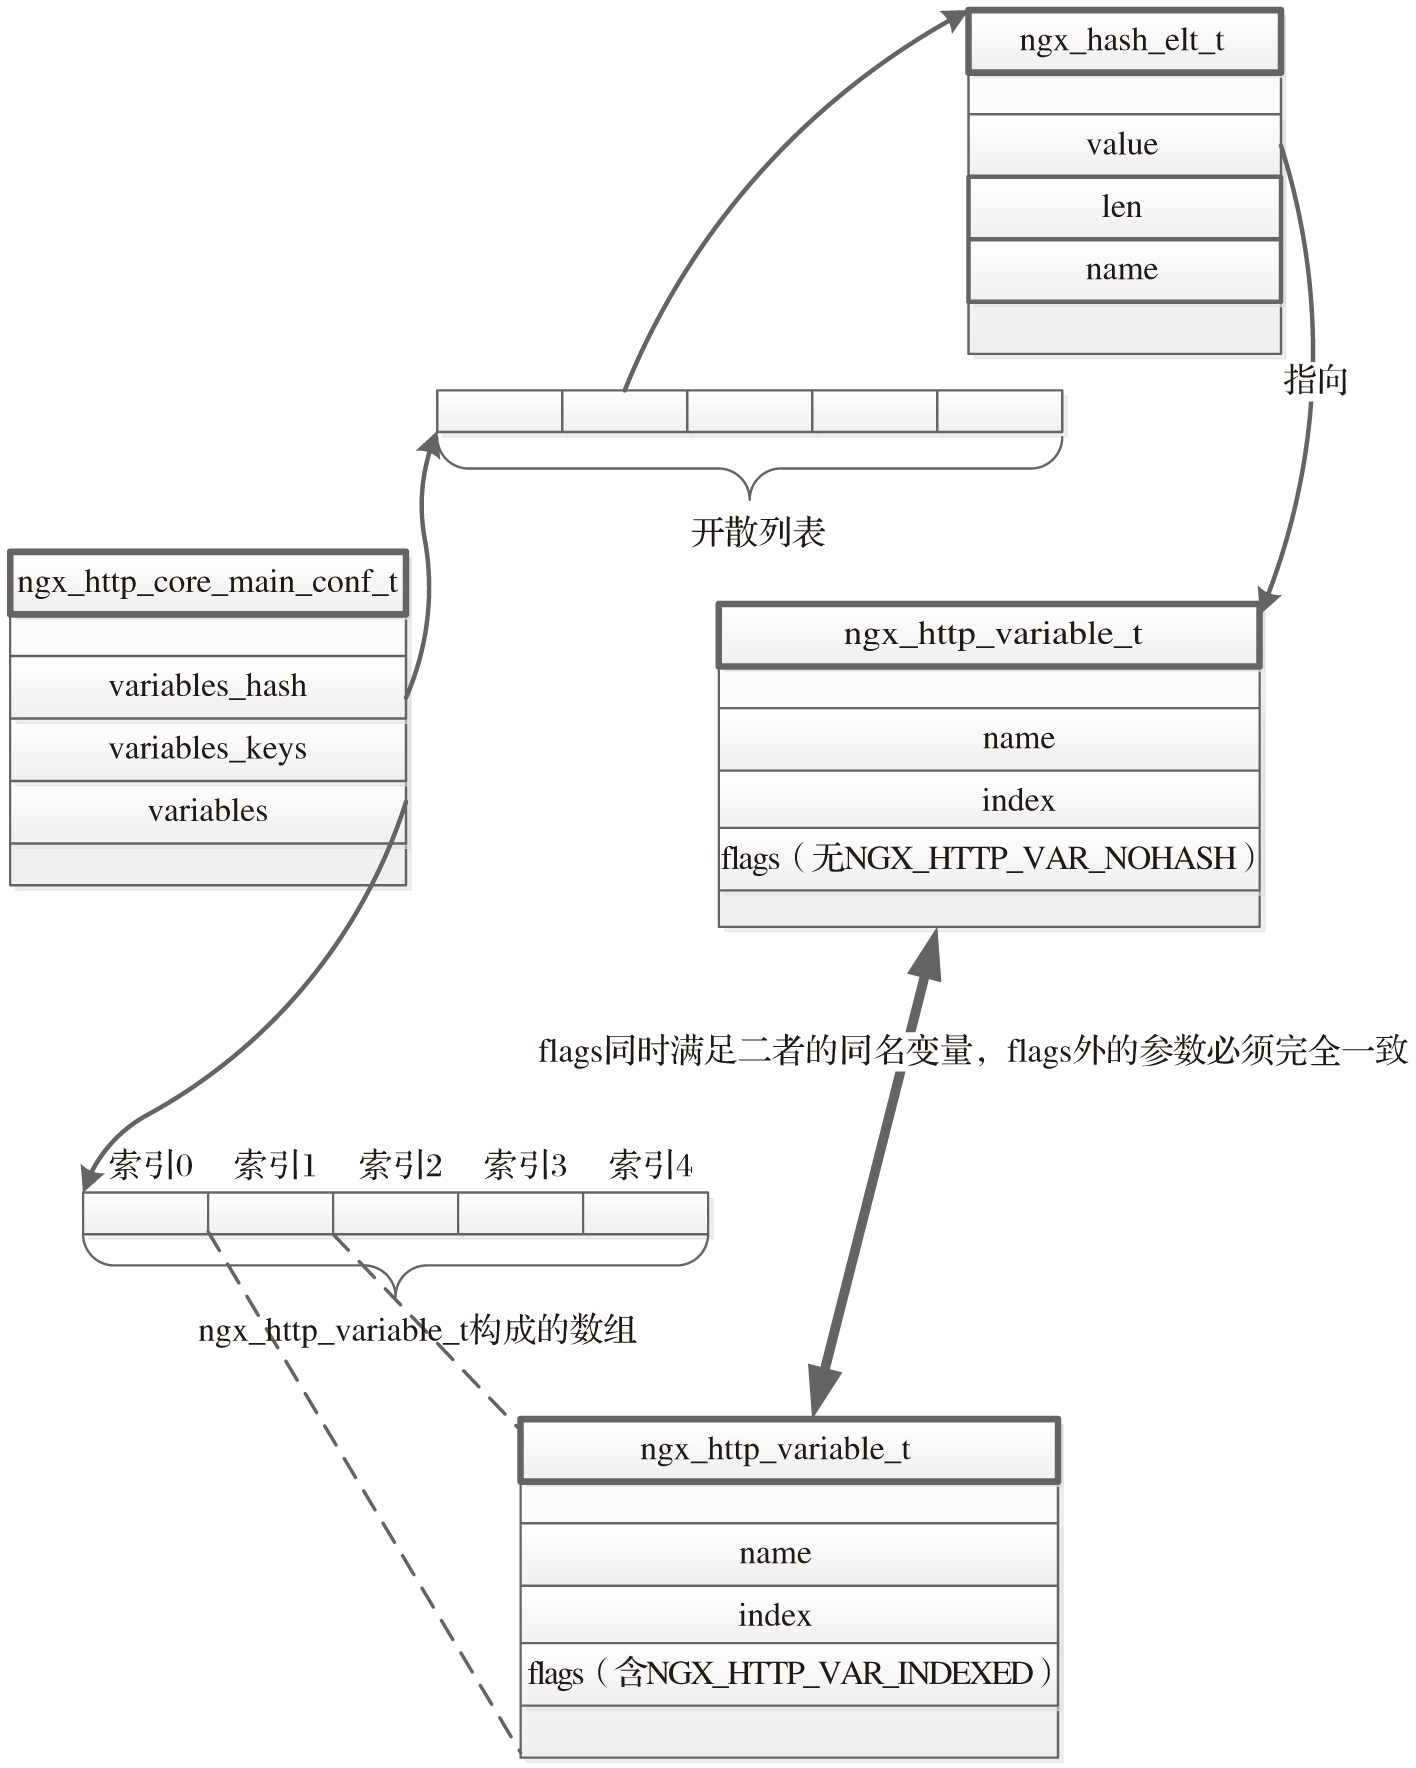 ngx_hash_elt_t
value
len
name
指向
开散列表
ngx_http_core_main_conf_t
variables_hash
variables_keys
variables
ngx_http_variable_t
name
index
flags（无NGX_HTTP_VAR_NOHASH）
flags同时满足二者的同名变量，flags外的参数必须完全一致
索引0 索引1 索引2 索引3 索引4
ngx_http_variable_t构成的数组
ngx_http_variable_t
name
index
flags（含NGX_HTTP_VAR_INDEXED）